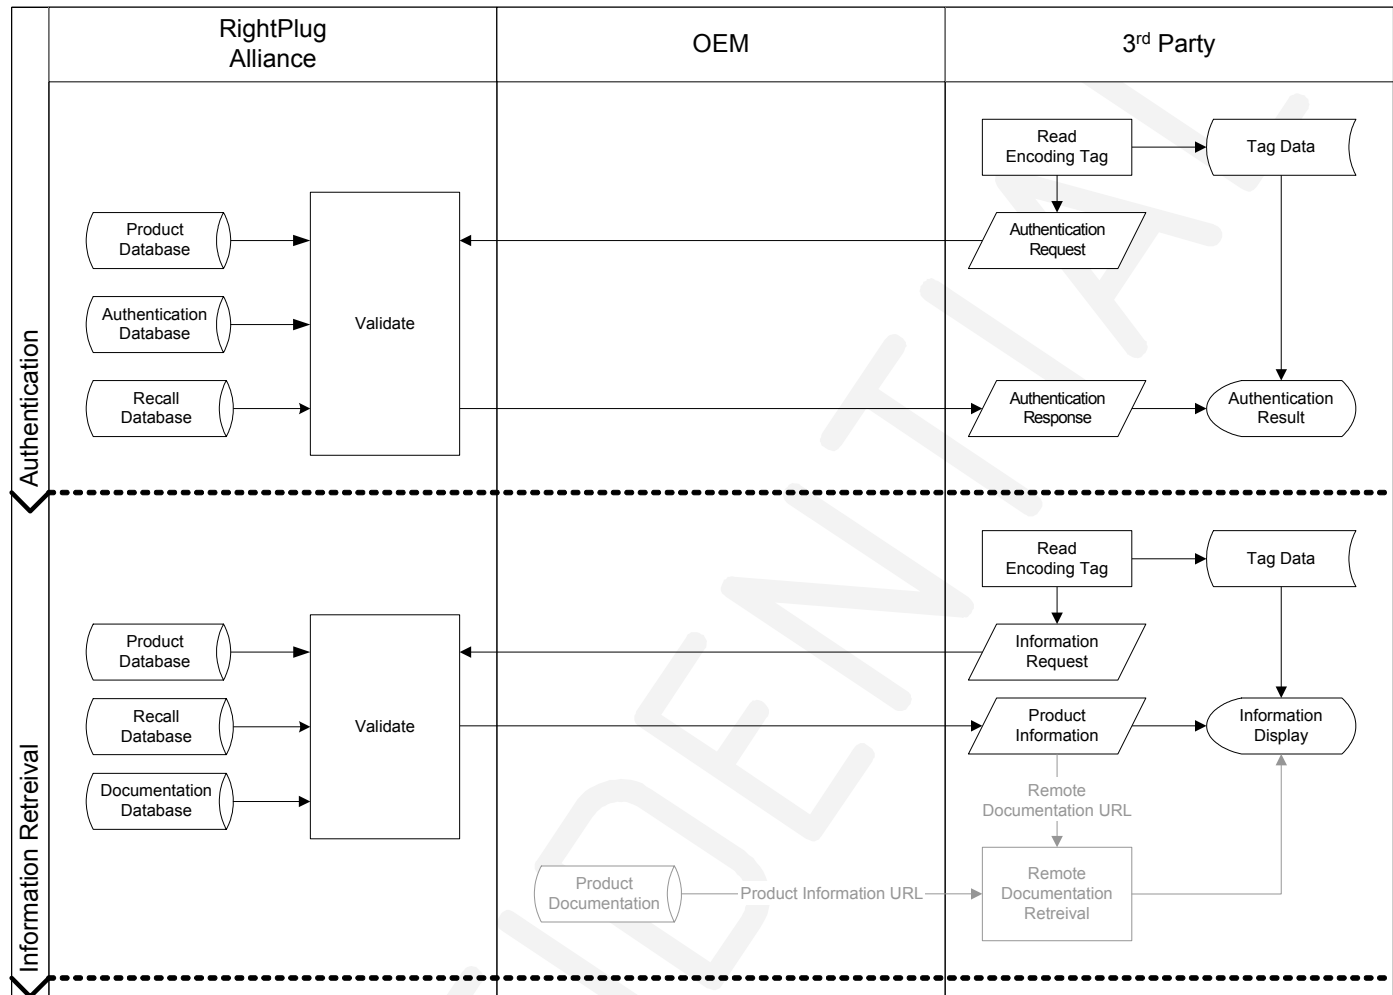 RightPlug
Alliance
OEM
3rd Party
Authentication
Read
Encoding Tag
Tag Data
Product
Database
Authentication
Request
Authentication
Database
Validate
Recall
Database
Authentication
Response
Authentication
Result
Information Retreival
Read
Encoding Tag
Tag Data
Product
Database
Information
Request
Recall
Database
Validate
Product
Information
Information
Display
Documentation
Database
Remote
Documentation URL
Product
Documentation
Product Information URL
Remote
Documentation
Retreival
IDENTIAL